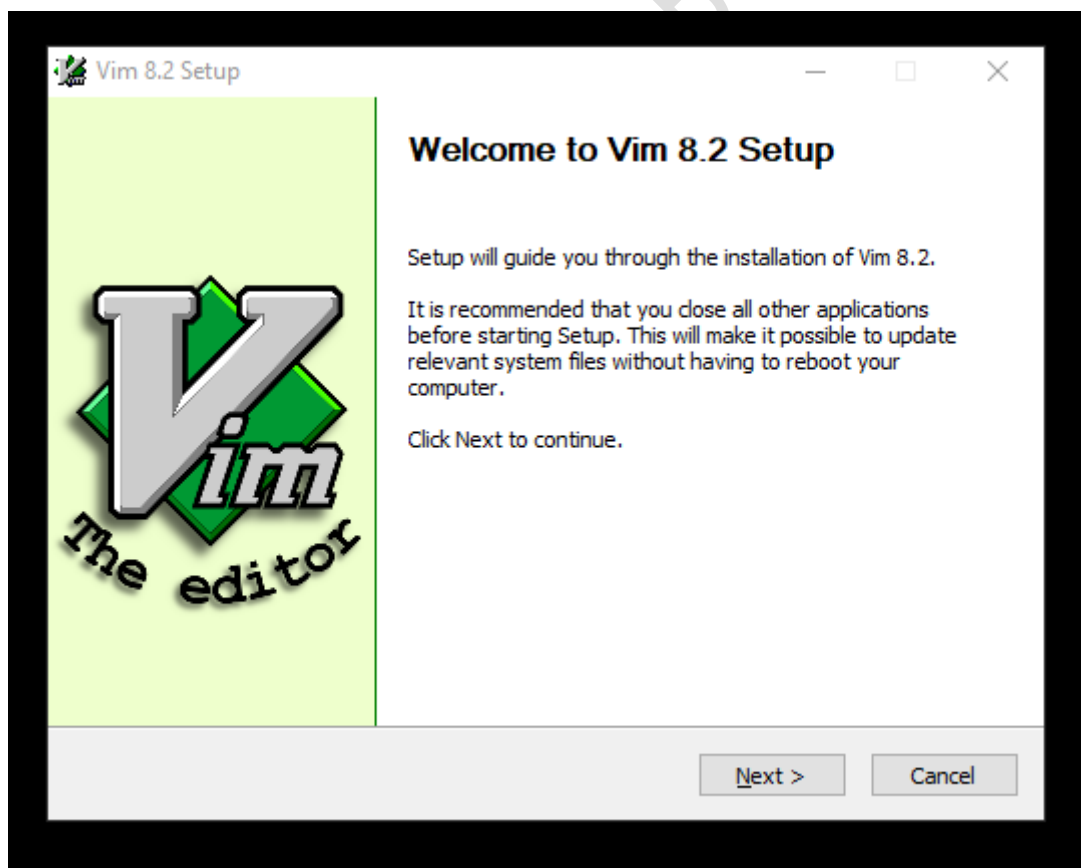 Vim 8.2 Setup
Welcome to Vim 8.2 Setup
Setup will guide you through the installation of Vim 8.2.
It is recommended that you close all other applications
before starting Setup. This will make it possible to update
relevant system files without having to reboot your
computer.
Click Next to continue.
Vim
The editor
Next >
Cancel